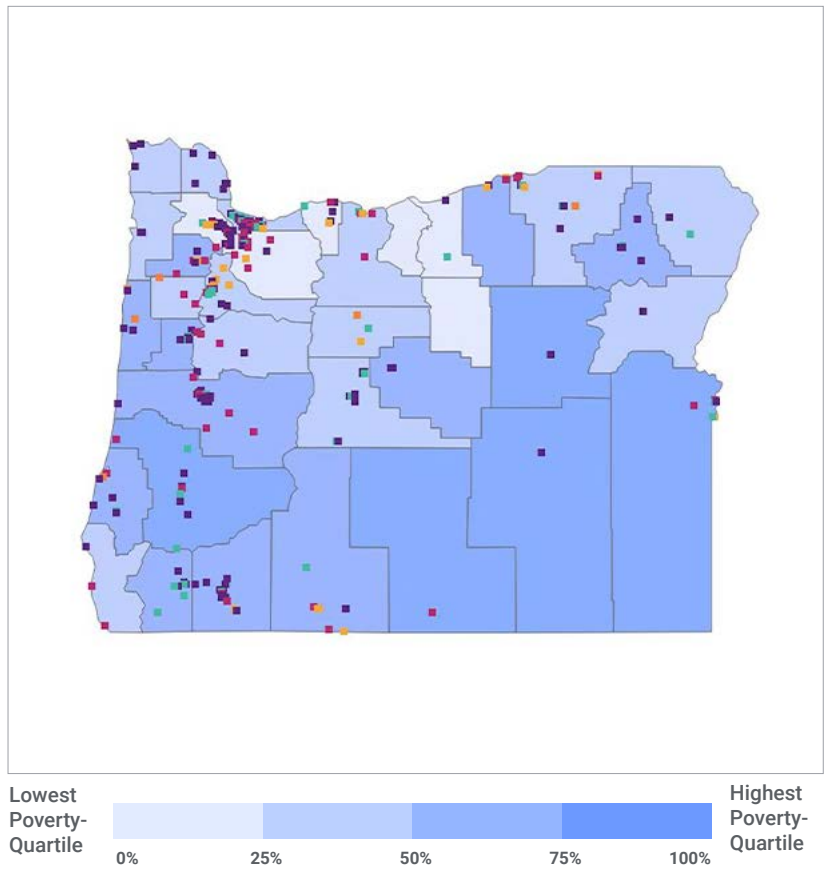 Lowest
Poverty-
Quartile
0%
25%
50%
75%
100%
Highest
Poverty-
Quartile